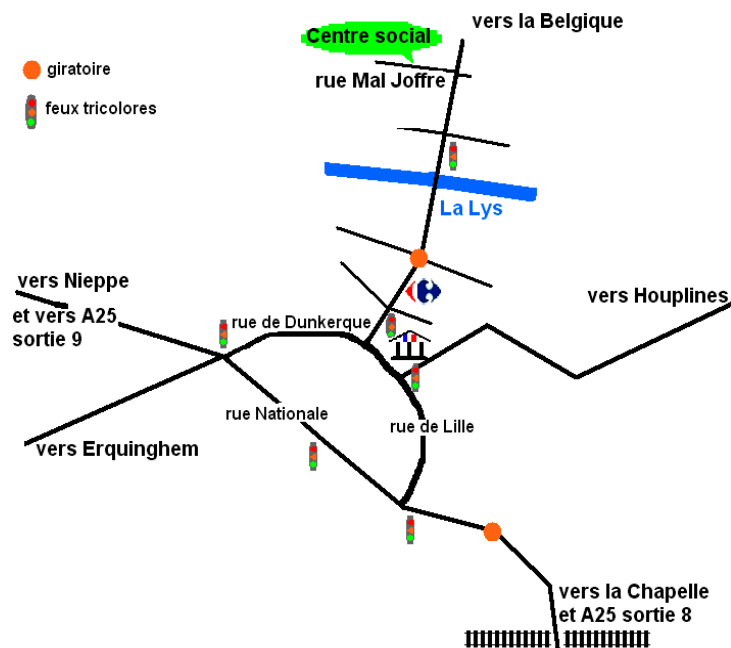 Centre social
vers la Belgique
giratoire
rue Mal Joffre
feux tricolores
La Lys
vers Nieppe
et vers A25
sortie 9
vers Houplines
rue de Dunkerque
rue Nationale
rue de Lille
vers Erquinghem
vers la Chapelle
et A25 sortie 8